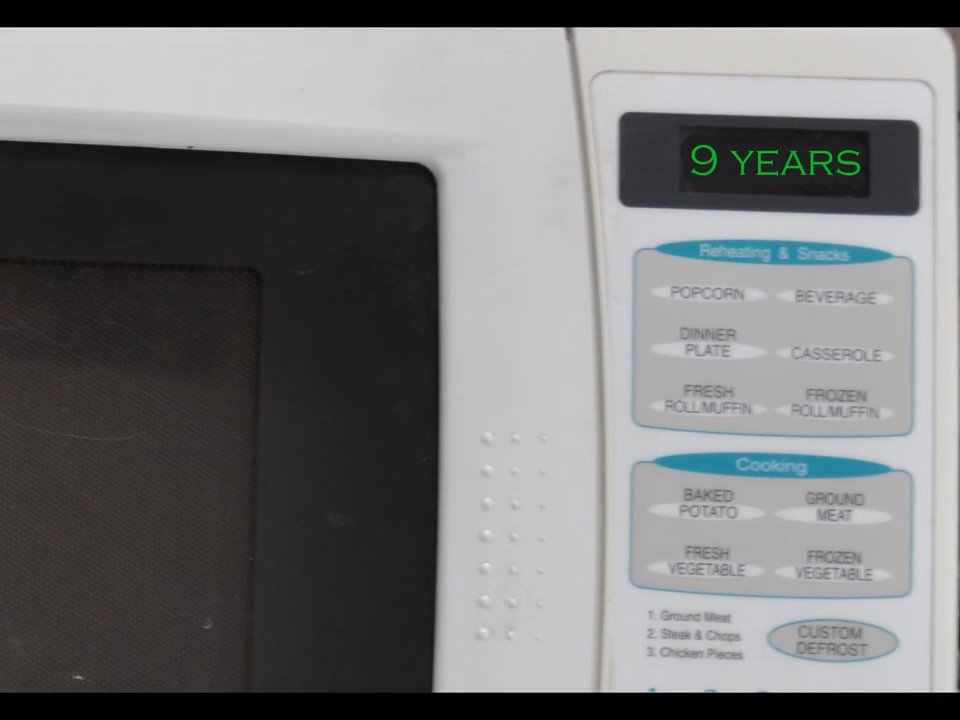 9 YEARS
Reheating & Snacks
POPCORN
BEVERAGE
DINNER
PLATE
CASSEROLE
FRESH
ROLL/MUFFIN
FROZEN
ROLL/MUFFIN
Cooking
BAKED
POTATO
GROUND
MEAT
FRESH
VEGETABLE
FROZEN
VEGETABLE
1. Ground Meat
2. Steak & Chops
3. Chicken Pieces
CUSTOM
DEFROST